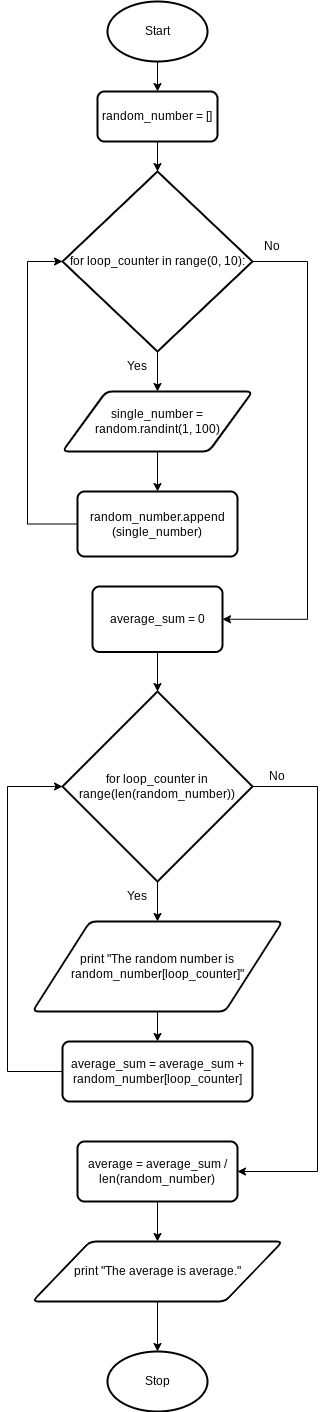 Start
random_number = []
for loop_counter in range(0, 10):
No
Yes
single_number =
random.randint(1, 100)
random_number.append
(single_number)
average_sum = 0
for loop_counter in
range(len(random_number))
No
Yes
print "The random number is
random_number[loop_counter]"
average_sum = average_sum +
random_number[loop_counter]
average = average_sum /
len(random_number)
print "The average is average."
Stop